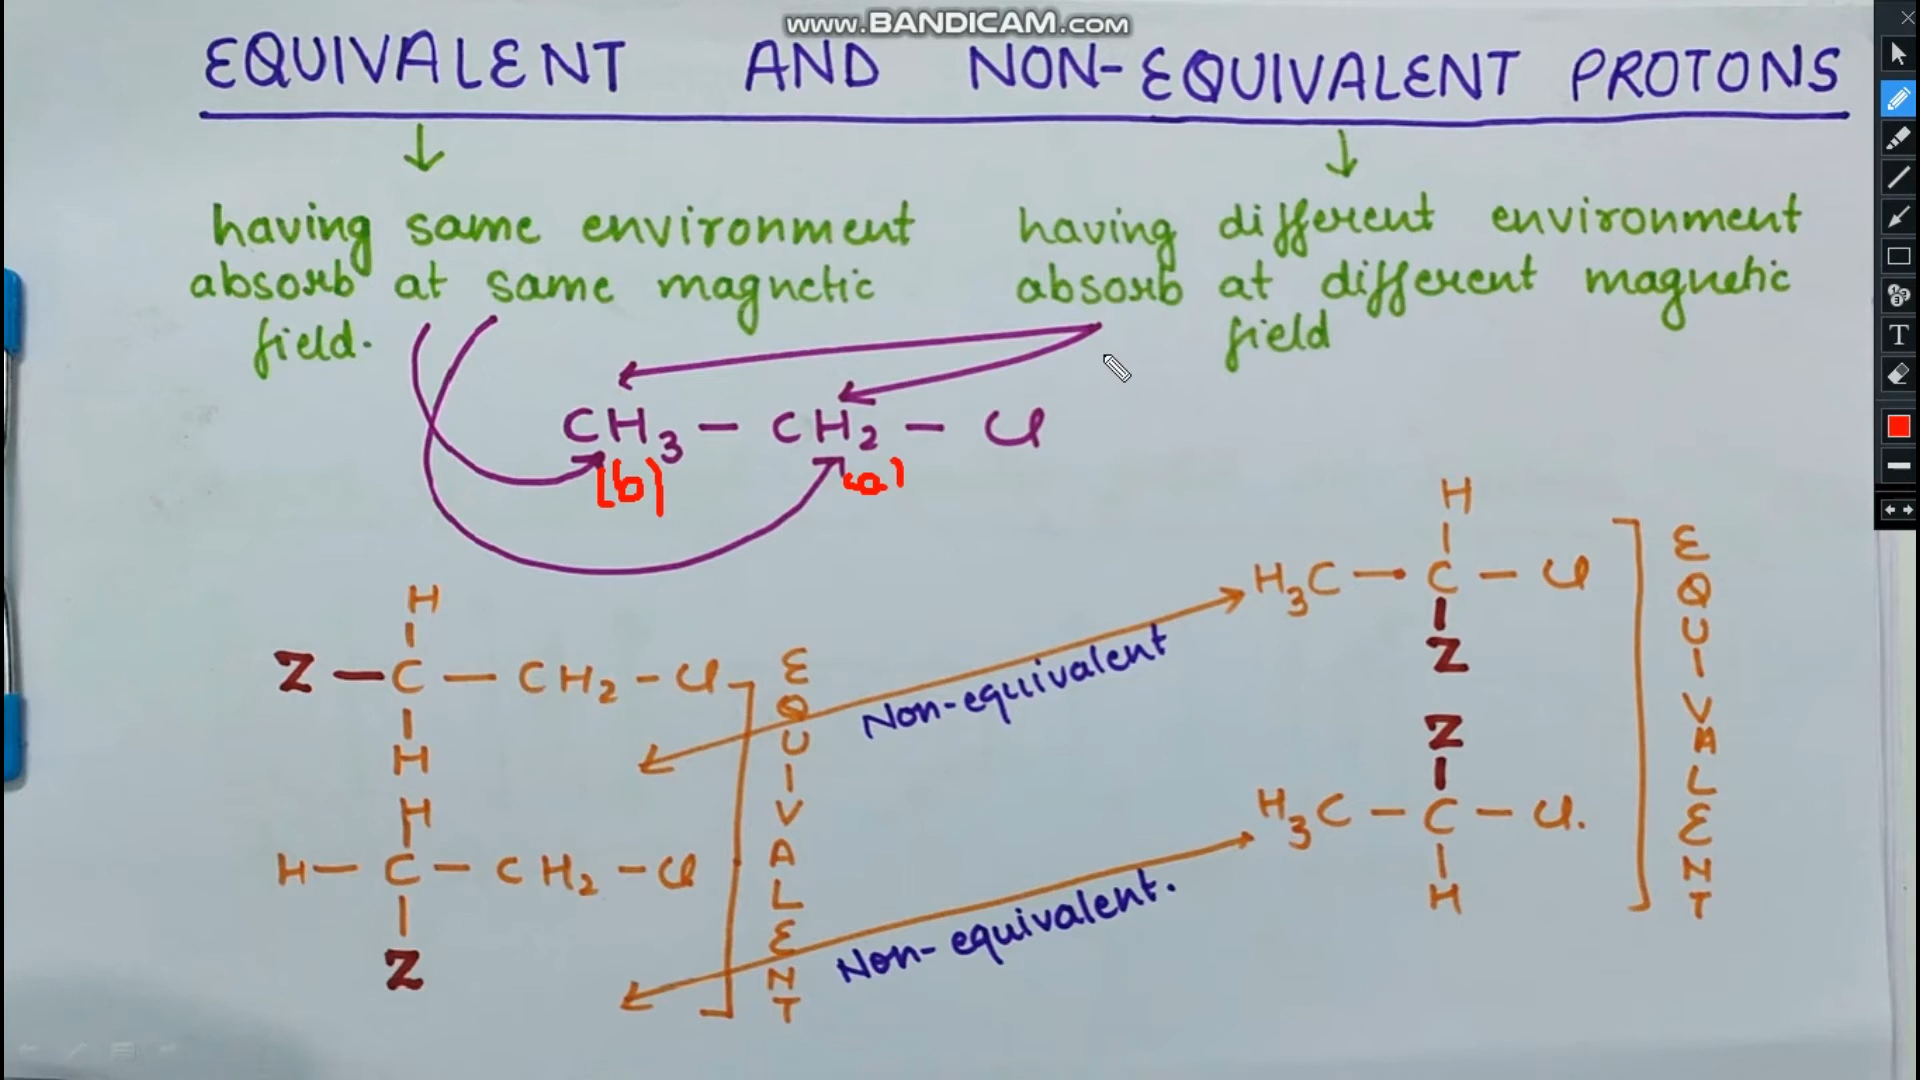 www.BANDICAM.com
EQUIVALENT AND NON-EQUIVALENT PROTONS
having same environment
absorb at same magnetic
field.
having different environment
absorb at different magnetic
field
CH3 - CH2 - Cl
(b) (a)
H
Z - C - CH2 - Cl
H
H
H - C - CH2 - Cl
Z
EQUIVALENT
Non-equivalent
Non-equivalent.
H
H3C - C - Cl
Z
Z
H3C - C - Cl.
H
EQUIVALENT
T